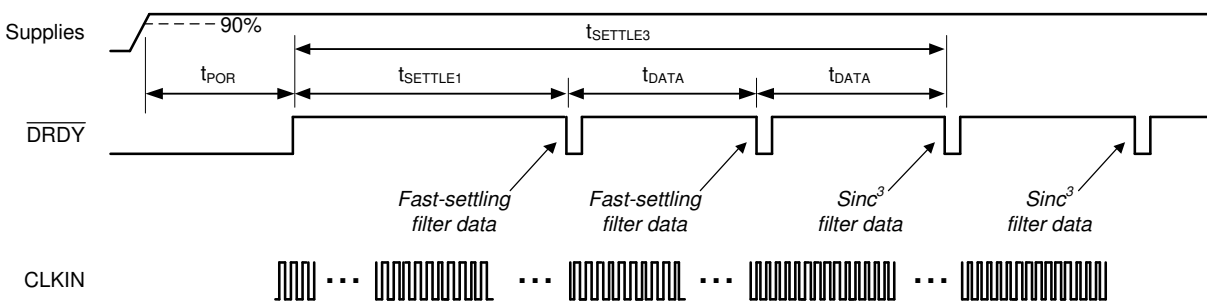 Supplies
90%
tSETTLE3
tPOR
tSETTLE1
tDATA
tDATA
DRDY
Fast-settling
filter data
Fast-settling
filter data
Sinc³
filter data
Sinc³
filter data
CLKIN